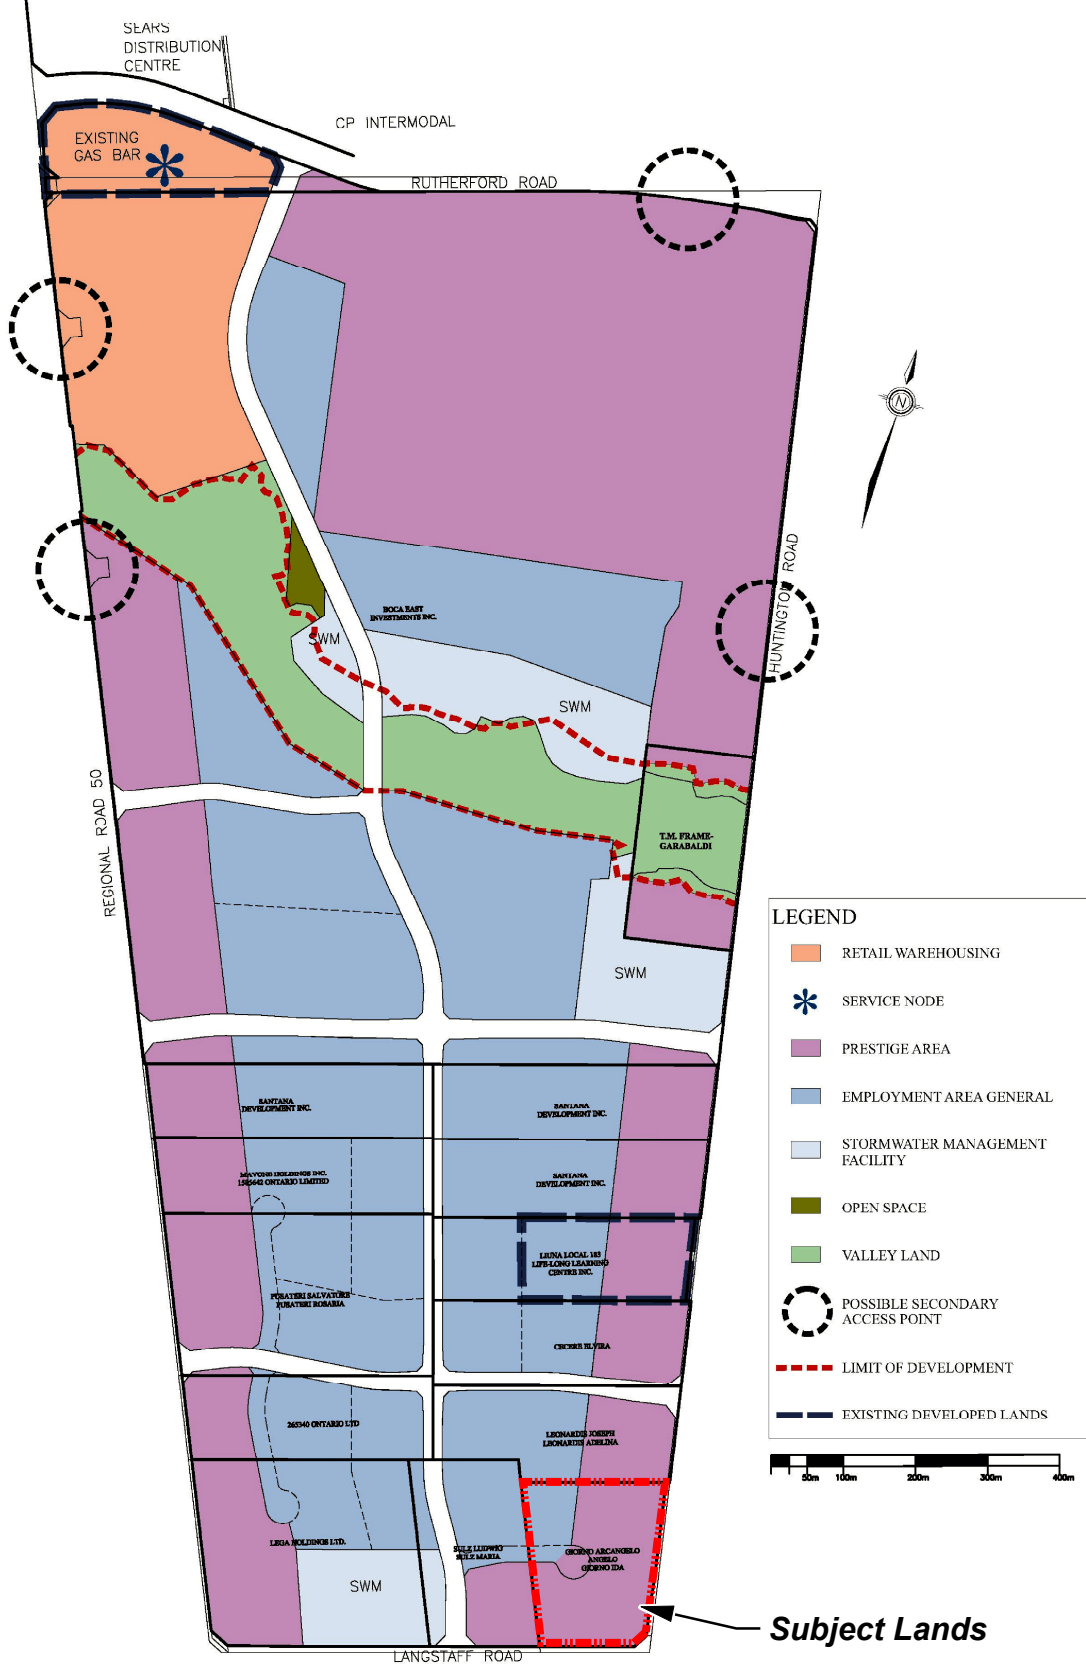 SEARS
DISTRIBUTION
CENTRE
CP INTERMODAL
EXISTING
GAS BAR
RUTHERFORD ROAD
N
HUNTINGTON ROAD
BOCA EAST
INVESTMENTS INC.
SWM
SWM
REGIONAL ROAD 50
T.M. FRAME-
GARABALDI
SWM
LEGEND
RETAIL WAREHOUSING
SERVICE NODE
PRESTIGE AREA
EMPLOYMENT AREA GENERAL
STORMWATER MANAGEMENT
FACILITY
OPEN SPACE
VALLEY LAND
POSSIBLE SECONDARY
ACCESS POINT
LIMIT OF DEVELOPMENT
EXISTING DEVELOPED LANDS
50m 100m 200m 300m 400m
SANTANA
DEVELOPMENT INC.
SANTANA
DEVELOPMENT INC.
HOLDINGS INC.
ONTARIO LIMITED
SANTANA
DEVELOPMENT INC.
LIUNA LOCAL 183
LIFE-LONG LEARNING
CENTRE INC.
PUSATERI SALVATORE
PUSATERI ROSARIA
CECERE ELVIRA
265340 ONTARIO LTD
LEONARDIS JOSEPH
LEONARDIS ADELINA
LEGA HOLDINGS LTD.
SULZ LUDWIG
SULZ MARIA
GIORNO ARCANGELO
ANGELO
GIORNO IDA
SWM
Subject Lands
LANGSTAFF ROAD